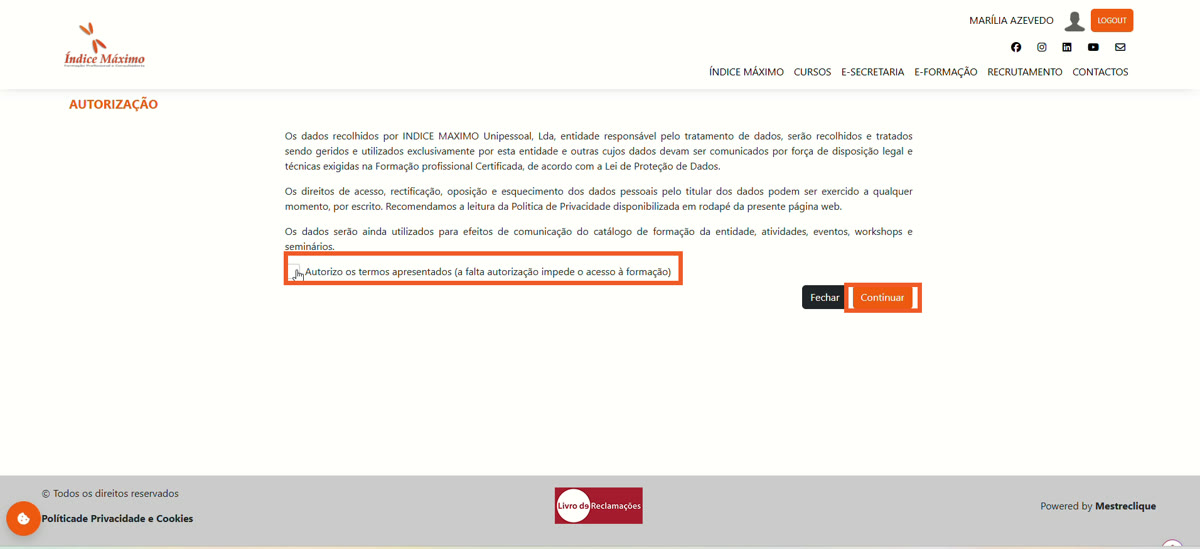 MARÍLIA AZEVEDO
LOGOUT
Índice Máximo
ÍNDICE MÁXIMO CURSOS E-SECRETARIA E-FORMAÇÃO RECRUTAMENTO CONTACTOS
AUTORIZAÇÃO
Os dados recolhidos por INDICE MAXIMO Unipessoal, Lda, entidade responsável pelo tratamento de dados, serão recolhidos e tratados
sendo geridos e utilizados exclusivamente por esta entidade e outras cujos dados devam ser comunicados por força de disposição legal e
técnicas exigidas na Formação profissional Certificada, de acordo com a Lei de Proteção de Dados.
Os direitos de acesso, rectificação, oposição e esquecimento dos dados pessoais pelo titular dos dados podem ser exercido a qualquer
momento, por escrito. Recomendamos a leitura da Politica de Privacidade disponibilizada em rodapé da presente página web.
Os dados serão ainda utilizados para efeitos de comunicação do catálogo de formação da entidade, atividades, eventos, workshops e
seminários.
Autorizo os termos apresentados (a falta autorização impede o acesso à formação)
Fechar Continuar
© Todos os direitos reservados
Políticade Privacidade e Cookies
Livro de Reclamações
Powered by Mestreclique